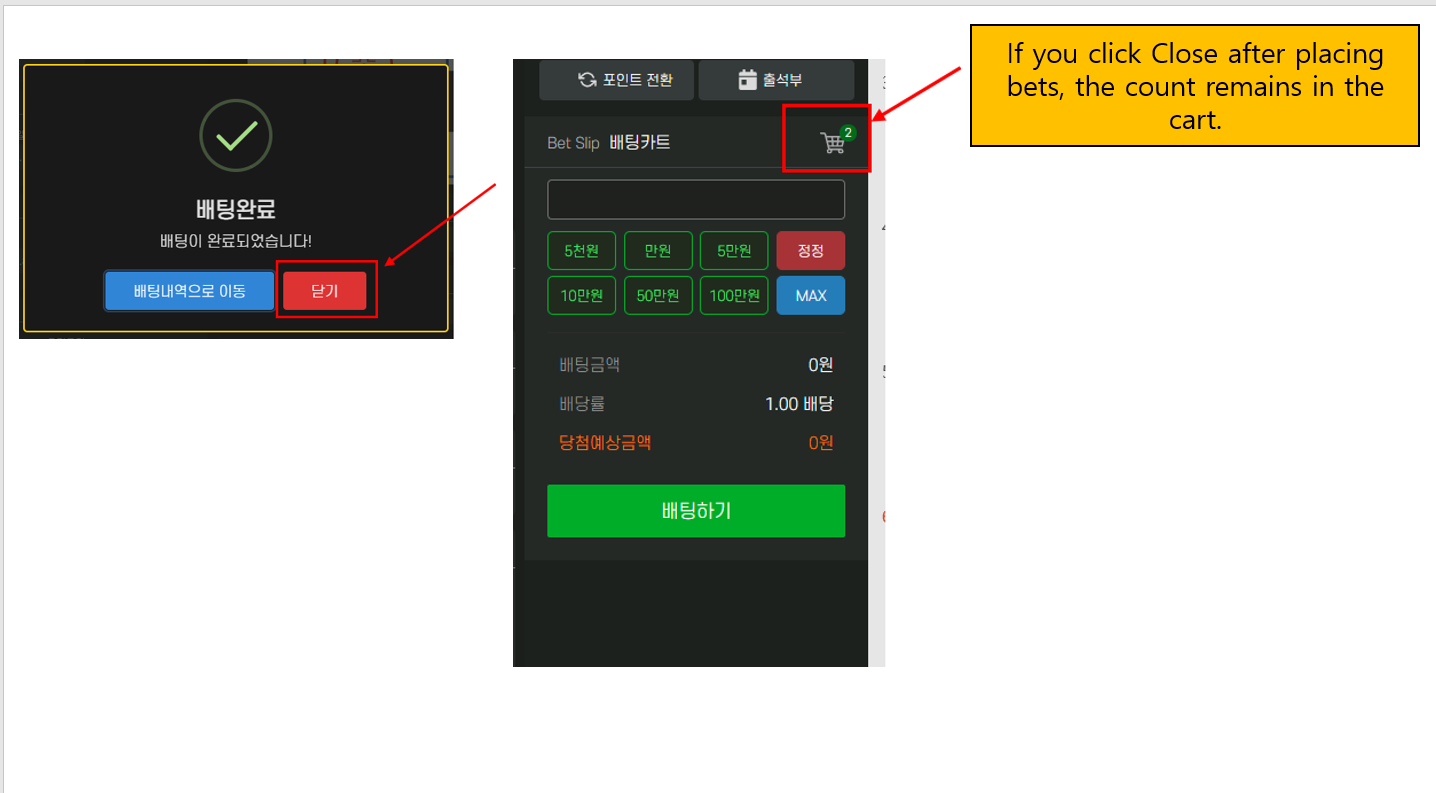 If you click Close after placing
bets, the count remains in the
cart.
배팅완료
배팅이 완료되었습니다!
배팅내역으로 이동 닫기
포인트 전환 출석부
Bet Slip 배팅카트 2
5천원 만원 5만원 정정
10만원 50만원 100만원 MAX
배팅금액 0원
배당률 1.00 배당
당첨예상금액 0원
배팅하기